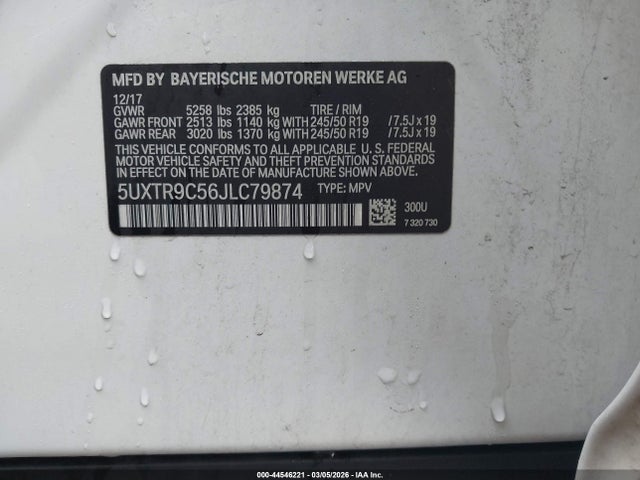 MFD BY BAYERISCHE MOTOREN WERKE AG
12/17
GVWR 5258 lbs 2385 kg TIRE / RIM
GAWR FRONT 2513 lbs 1140 kg WITH 245/50 R19 / 7.5J x 19
GAWR REAR 3020 lbs 1370 kg WITH 245/50 R19 / 7.5J x 19
THIS VEHICLE CONFORMS TO ALL APPLICABLE U.S. FEDERAL
MOTOR VEHICLE SAFETY AND THEFT PREVENTION STANDARDS
IN EFFECT ON THE DATE OF MANUFACTURE SHOWN ABOVE.
5UXTR9C56JLC79874 TYPE: MPV
300U
7 320 730
000-44546221 - 03/05/2026 - IAA Inc.